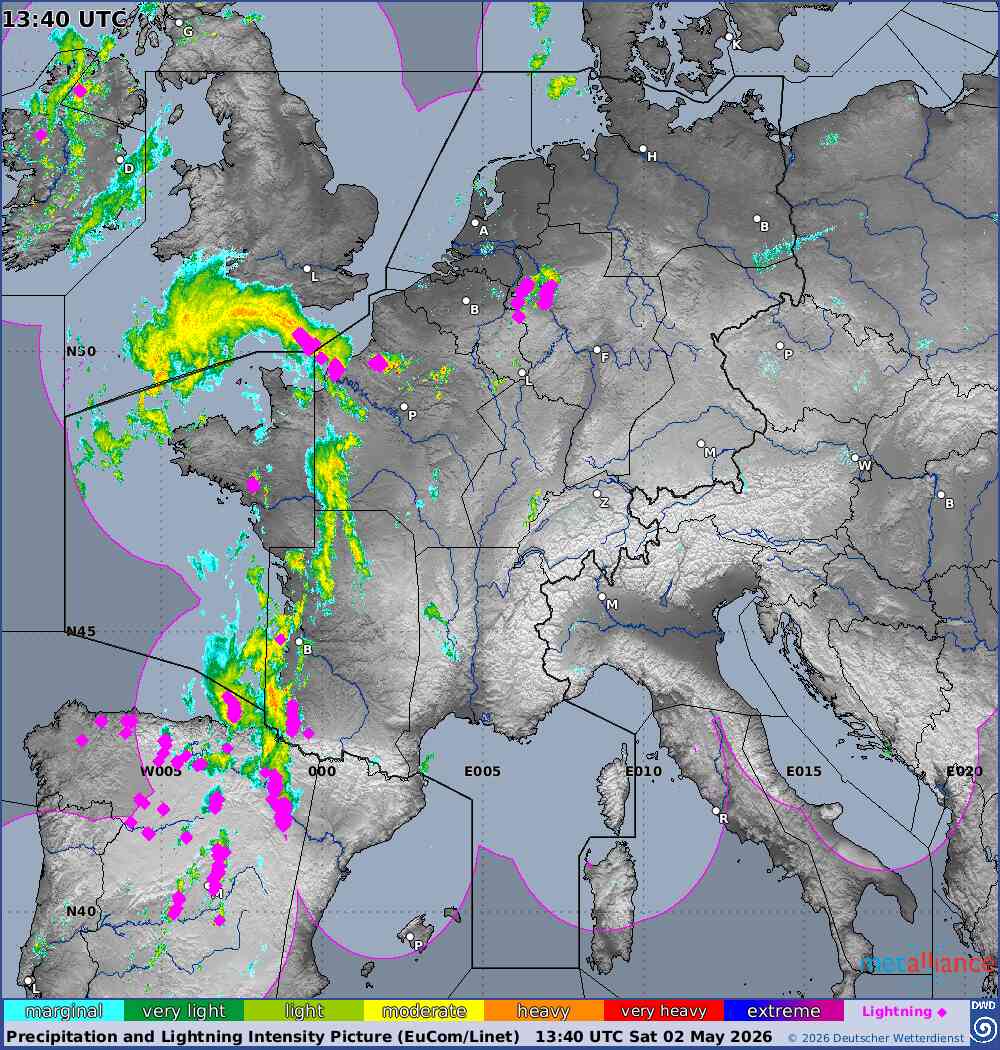 13:40 UTC
G
K
D
H
B
A
L
B
N50
F
P
L
P
M
W
Z
B
M
N45
B
W005 000 E005 E010 E015 E020
R
M
N40
P
L
metalliance
marginal very light light moderate heavy very heavy extreme Lightning DWD
Precipitation and Lightning Intensity Picture (EuCom/Linet) 13:40 UTC Sat 02 May 2026 © 2026 Deutscher Wetterdienst